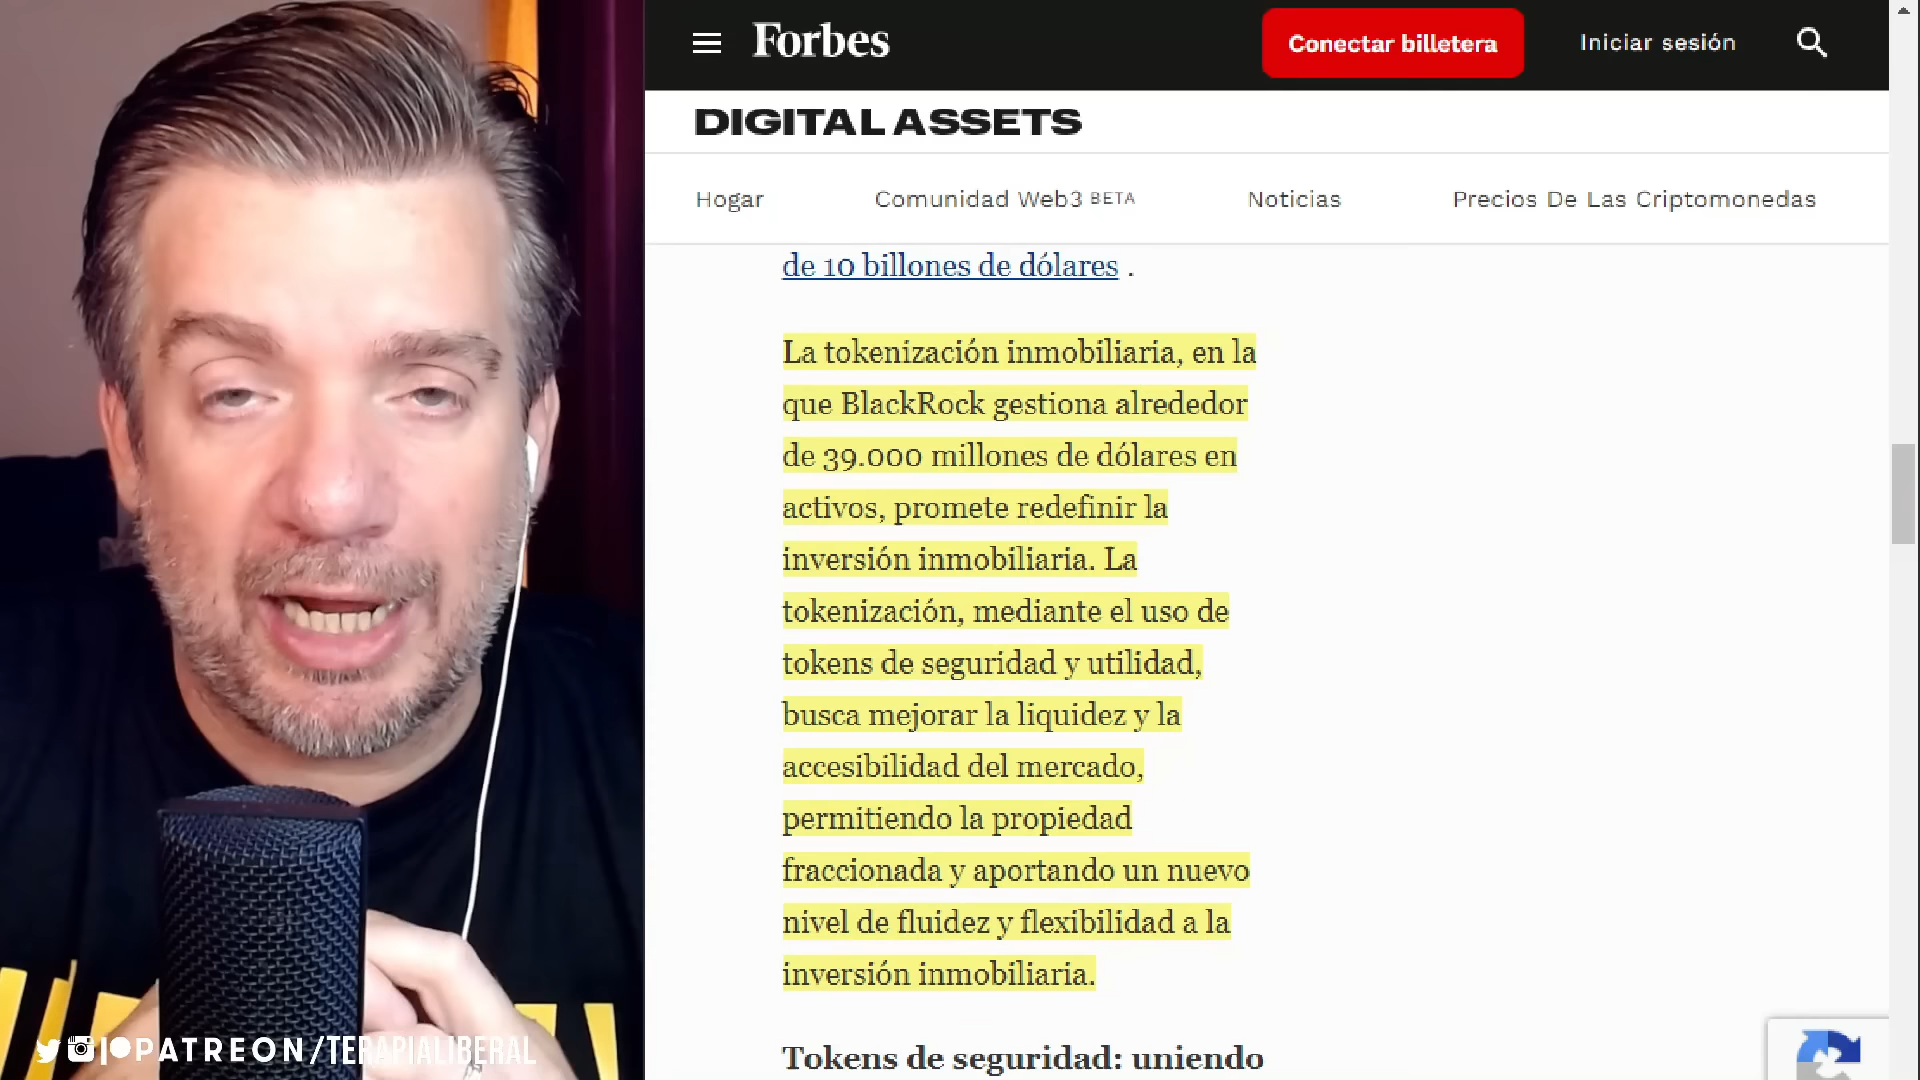 Forbes
Conectar billetera
Iniciar sesión
DIGITAL ASSETS
Hogar
Comunidad Web3 BETA
Noticias
Precios De Las Criptomonedas
de 10 billones de dólares .
La tokenización inmobiliaria, en la
que BlackRock gestiona alrededor
de 39.000 millones de dólares en
activos, promete redefinir la
inversión inmobiliaria. La
tokenización, mediante el uso de
tokens de seguridad y utilidad,
busca mejorar la liquidez y la
accesibilidad del mercado,
permitiendo la propiedad
fraccionada y aportando un nuevo
nivel de fluidez y flexibilidad a la
inversión inmobiliaria.
Tokens de seguridad: uniendo
|PATREON/TERAPIALIBERAL